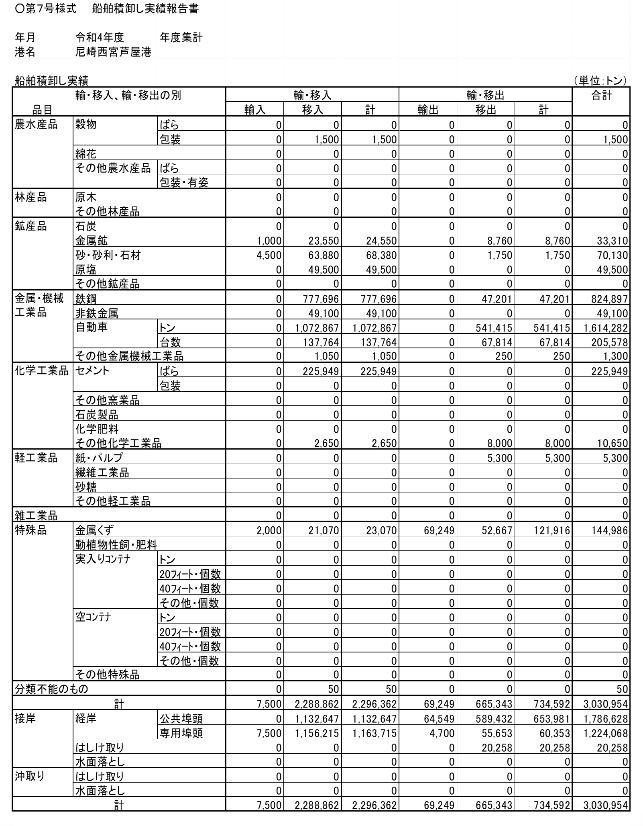 〇第7号様式 船舶積卸し実績報告書
年月 令和4年度 年度集計
港名 尼崎西宮芦屋港
船舶積卸し実績 (単位:トン)
輸・移入、輸・移出の別 輸・移入 輸・移出 合計
品目 輸入 移入 計 輸出 移出 計
農水産品 穀物 ばら 0 0 0 0 0 0 0
包装 0 1,500 1,500 0 0 0 1,500
綿花 0 0 0 0 0 0 0
その他農水産品 ばら 0 0 0 0 0 0 0
包装・有姿 0 0 0 0 0 0 0
林産品 原木 0 0 0 0 0 0 0
その他林産品 0 0 0 0 0 0 0
鉱産品 石炭 0 0 0 0 0 0 0
金属鉱 1,000 23,550 24,550 0 8,760 8,760 33,310
砂・砂利・石材 4,500 63,880 68,380 0 1,750 1,750 70,130
原塩 0 49,500 49,500 0 0 0 49,500
その他鉱産品 0 0 0 0 0 0 0
金属・機械 鉄鋼 0 777,696 777,696 0 47,201 47,201 824,897
工業品 非鉄金属 0 49,100 49,100 0 0 0 49,100
自動車 トン 0 1,072,867 1,072,867 0 541,415 541,415 1,614,282
台数 0 137,764 137,764 0 67,814 67,814 205,578
その他金属機械工業品 0 1,050 1,050 0 250 250 1,300
化学工業品 セメント ばら 0 225,949 225,949 0 0 0 225,949
包装 0 0 0 0 0 0 0
その他窯業品 0 0 0 0 0 0 0
石炭製品 0 0 0 0 0 0 0
化学肥料 0 0 0 0 0 0 0
その他化学工業品 0 2,650 2,650 0 8,000 8,000 10,650
軽工業品 紙・パルプ 0 0 0 0 5,300 5,300 5,300
繊維工業品 0 0 0 0 0 0 0
砂糖 0 0 0 0 0 0 0
その他軽工業品 0 0 0 0 0 0 0
雑工業品 0 0 0 0 0 0 0
特殊品 金属くず 2,000 21,070 23,070 69,249 52,667 121,916 144,986
動植物性飼・肥料 0 0 0 0 0 0 0
実入りコンテナ トン 0 0 0 0 0 0 0
20フィート・個数 0 0 0 0 0 0 0
40フィート・個数 0 0 0 0 0 0 0
その他・個数 0 0 0 0 0 0 0
空コンテナ トン 0 0 0 0 0 0 0
20フィート・個数 0 0 0 0 0 0 0
40フィート・個数 0 0 0 0 0 0 0
その他・個数 0 0 0 0 0 0 0
その他特殊品 0 0 0 0 0 0 0
分類不能のもの 0 50 50 0 0 0 50
計 7,500 2,288,862 2,296,362 69,249 665,343 734,592 3,030,954
接岸 経岸 公共埠頭 0 1,132,647 1,132,647 64,549 589,432 653,981 1,786,628
専用埠頭 7,500 1,156,215 1,163,715 4,700 55,653 60,353 1,224,068
はしけ取り 0 0 0 0 20,258 20,258 20,258
水面落とし 0 0 0 0 0 0 0
沖取り はしけ取り 0 0 0 0 0 0 0
水面落とし 0 0 0 0 0 0 0
計 7,500 2,288,862 2,296,362 69,249 665,343 734,592 3,030,954